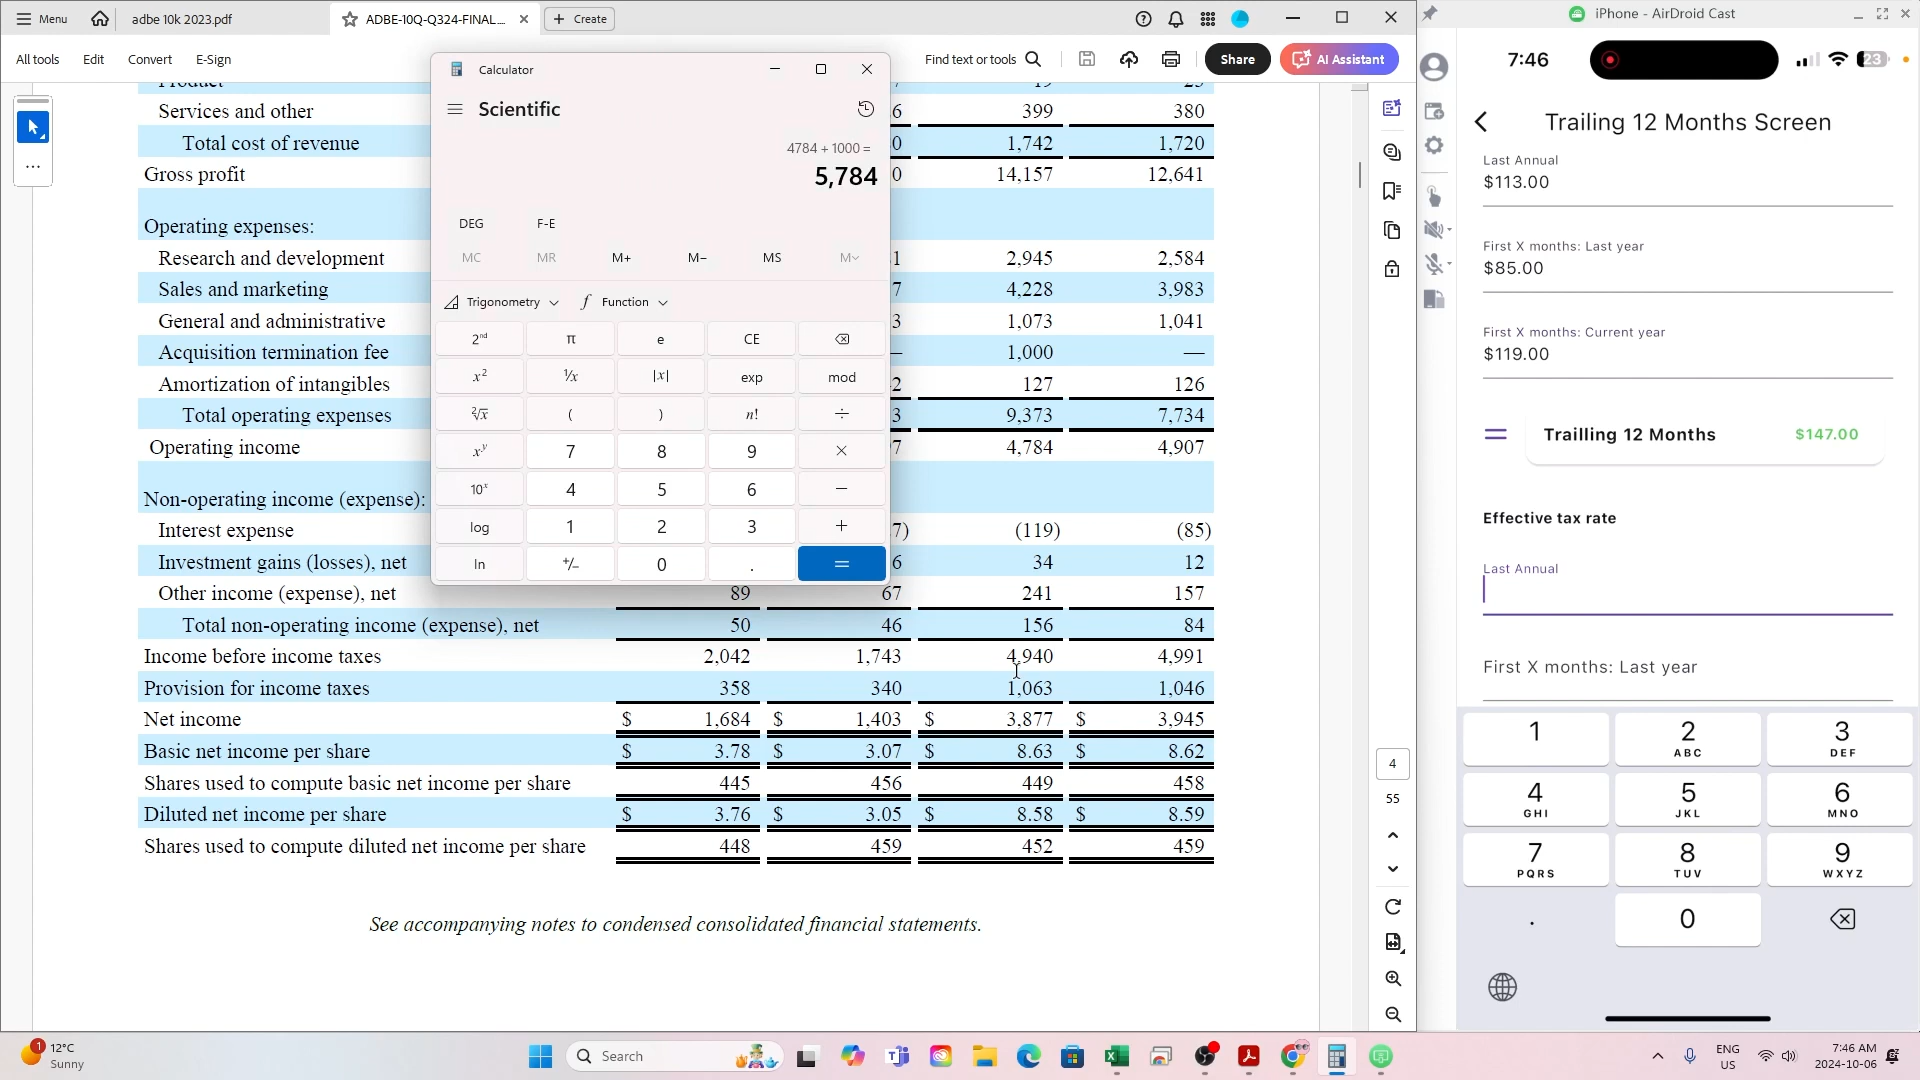 Menu
adbe 10k 2023.pdf
ADBE-10Q-Q324-FINAL...
Create
All tools
Edit
Convert
E-Sign
Find text or tools
Share
AI Assistant
Services and other 6 399 380
Total cost of revenue 0 1,742 1,720
Gross profit 0 14,157 12,641
Operating expenses:
Research and development 1 2,945 2,584
Sales and marketing 7 4,228 3,983
General and administrative 3 1,073 1,041
Acquisition termination fee — 1,000 —
Amortization of intangibles 2 127 126
Total operating expenses 3 9,373 7,734
Operating income 7 4,784 4,907
Non-operating income (expense):
Interest expense 7) (119) (85)
Investment gains (losses), net 6 34 12
Other income (expense), net 89 67 241 157
Total non-operating income (expense), net 50 46 156 84
Income before income taxes 2,042 1,743 4,940 4,991
Provision for income taxes 358 340 1,063 1,046
Net income $ 1,684 $ 1,403 $ 3,877 $ 3,945
Basic net income per share $ 3.78 $ 3.07 $ 8.63 $ 8.62
Shares used to compute basic net income per share 445 456 449 458
Diluted net income per share $ 3.76 $ 3.05 $ 8.58 $ 8.59
Shares used to compute diluted net income per share 448 459 452 459
See accompanying notes to condensed consolidated financial statements.
4
55
Calculator
Scientific
4784 + 1000 =
5,784
DEG F-E
MC MR M+ M− MS M
Trigonometry Function
2nd π e CE
x2 1/x |x| exp mod
2√x ( ) n! ÷
xy 7 8 9 ×
10x 4 5 6 −
log 1 2 3 +
ln +/− 0 . =
iPhone - AirDroid Cast
7:46
23
Trailing 12 Months Screen
Last Annual
$113.00
First X months: Last year
$85.00
First X months: Current year
$119.00
Trailling 12 Months $147.00
Effective tax rate
Last Annual
First X months: Last year
1 2 3
ABC DEF
4 5 6
GHI JKL MNO
7 8 9
PQRS TUV WXYZ
. 0
1
12°C
Sunny
Search
ENG
US
7:46 AM
2024-10-06